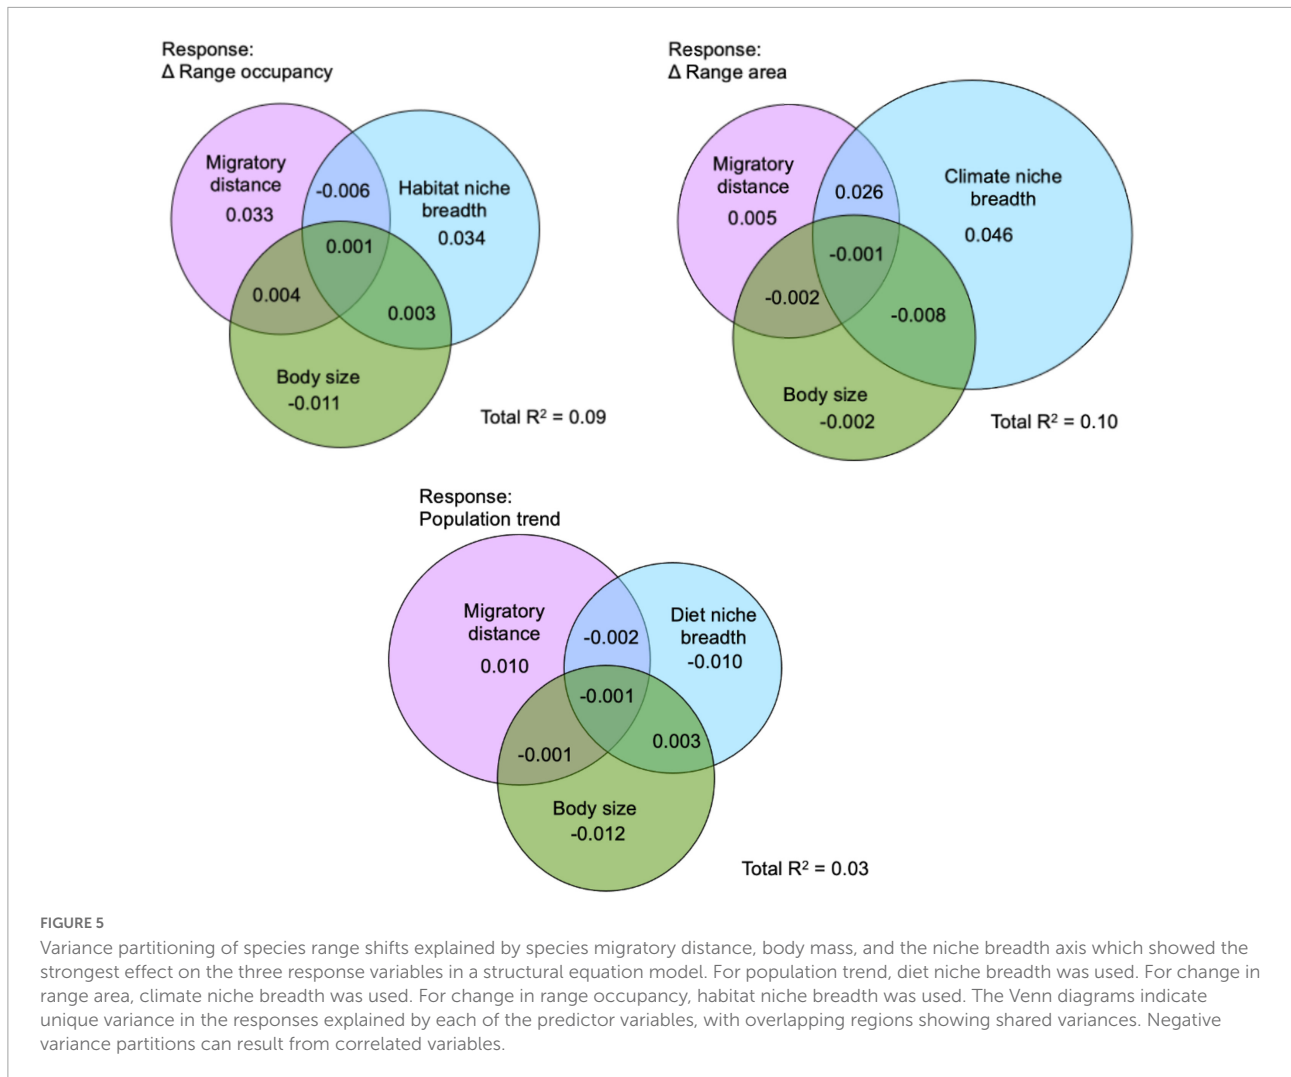 Response:
Δ Range occupancy
Migratory
distance
0.033
-0.006
Habitat niche
breadth
0.034
0.001
0.004
0.003
Body size
-0.011
Total R² = 0.09
Response:
Δ Range area
Migratory
distance
0.005
0.026
Climate niche
breadth
0.046
-0.001
-0.002
-0.008
Body size
-0.002
Total R² = 0.10
Response:
Population trend
Migratory
distance
0.010
-0.002
Diet niche
breadth
-0.010
-0.001
-0.001
0.003
Body size
-0.012
Total R² = 0.03
FIGURE 5
Variance partitioning of species range shifts explained by species migratory distance, body mass, and the niche breadth axis which showed the
strongest effect on the three response variables in a structural equation model. For population trend, diet niche breadth was used. For change in
range area, climate niche breadth was used. For change in range occupancy, habitat niche breadth was used. The Venn diagrams indicate
unique variance in the responses explained by each of the predictor variables, with overlapping regions showing shared variances. Negative
variance partitions can result from correlated variables.